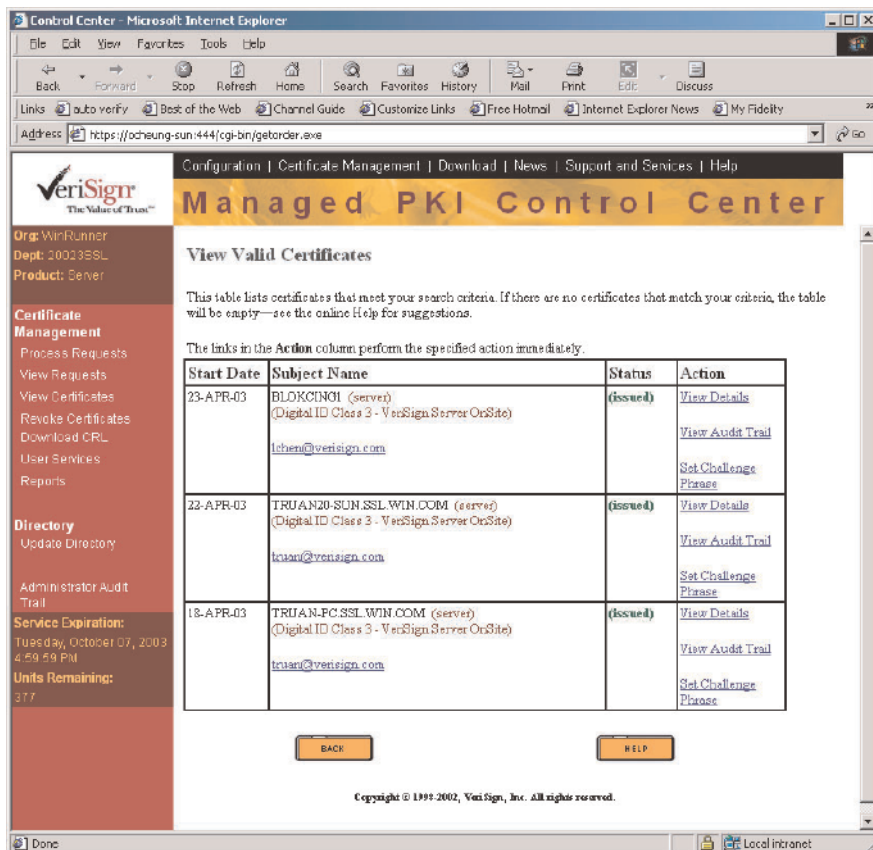 Control Center - Microsoft Internet Explorer
File Edit View Favorites Tools Help
Back Forward Stop Refresh Home Search Favorites History Mail Print Edit Discuss
Links auto verify Best of the Web Channel Guide Customize Links Free Hotmail Internet Explorer News My Fidelity
Address https://ocheung-sun:444/cgi-bin/getorder.exe Go
VeriSign
The Value of Trust
Configuration | Certificate Management | Download | News | Support and Services | Help
Managed PKI Control Center
Org: WinRunner
Dept: 20023SSL
Product: Server
Certificate Management
Process Requests
View Requests
View Certificates
Revoke Certificates
Download CRL
User Services
Reports
Directory
Update Directory
Administrator Audit
Trail
Service Expiration:
Tuesday, October 07, 2003
4:59:59 PM
Units Remaining:
377
View Valid Certificates
This table lists certificates that meet your search criteria. If there are no certificates that match your criteria, the table
will be empty—see the online Help for suggestions.
The links in the Action column perform the specified action immediately.
Start Date Subject Name Status Action
23-APR-03 BLOKCING1 (server) (issued) View Details
(Digital ID Class 3 - VeriSign Server OnSite)
View Audit Trail
lchen@verisign.com
Set Challenge
Phrase
22-APR-03 TRUAN20-SUN.SSL.WIN.COM (server) (issued) View Details
(Digital ID Class 3 - VeriSign Server OnSite)
View Audit Trail
truan@verisign.com
Set Challenge
Phrase
18-APR-03 TRUAN-PC.SSL.WIN.COM (server) (issued) View Details
(Digital ID Class 3 - VeriSign Server OnSite)
View Audit Trail
truan@verisign.com
Set Challenge
Phrase
BACK HELP
Copyright © 1998-2002, VeriSign, Inc. All rights reserved.
Done Local intranet